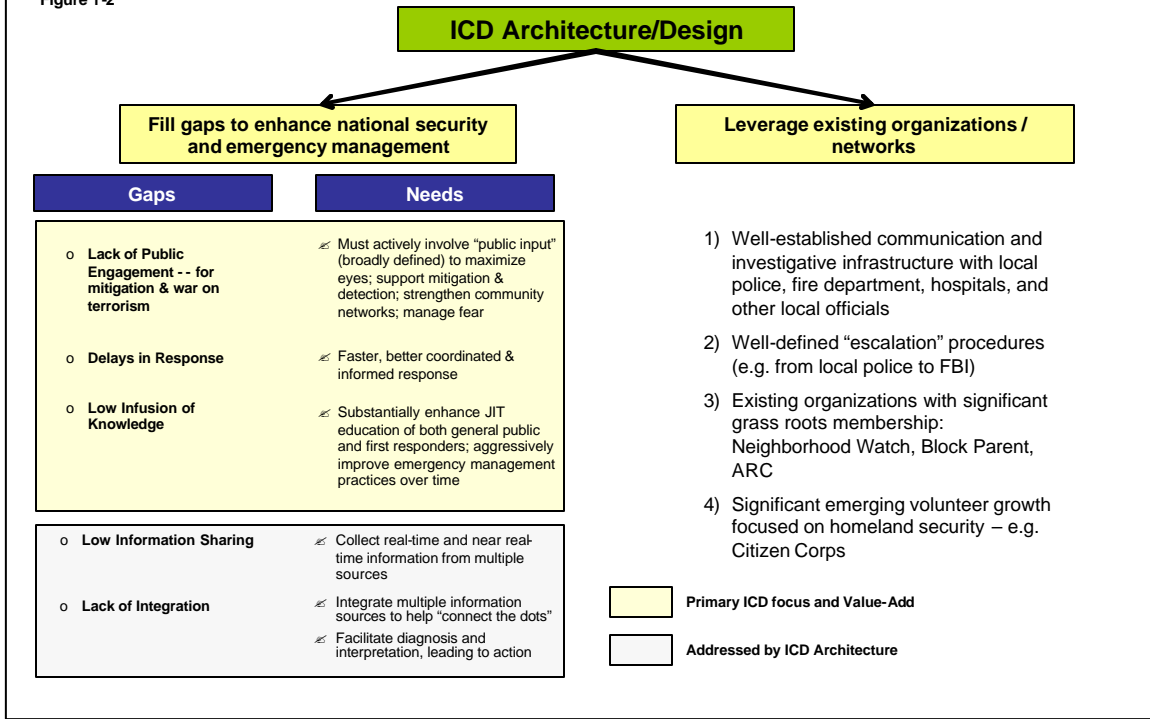 Figure 1-2
ICD Architecture/Design
Fill gaps to enhance national security
and emergency management
Gaps
Needs
o Lack of Public
Engagement - - for
mitigation & war on
terrorism
Must actively involve “public input”
(broadly defined) to maximize
eyes; support mitigation &
detection; strengthen community
networks; manage fear
o Delays in Response
Faster, better coordinated &
informed response
o Low Infusion of
Knowledge
Substantially enhance JIT
education of both general public
and first responders; aggressively
improve emergency management
practices over time
o Low Information Sharing
Collect real-time and near real-
time information from multiple
sources
o Lack of Integration
Integrate multiple information
sources to help “connect the dots”
Facilitate diagnosis and
interpretation, leading to action
Leverage existing organizations /
networks
1) Well-established communication and
investigative infrastructure with local
police, fire department, hospitals, and
other local officials
2) Well-defined “escalation” procedures
(e.g. from local police to FBI)
3) Existing organizations with significant
grass roots membership:
Neighborhood Watch, Block Parent,
ARC
4) Significant emerging volunteer growth
focused on homeland security – e.g.
Citizen Corps
Primary ICD focus and Value-Add
Addressed by ICD Architecture